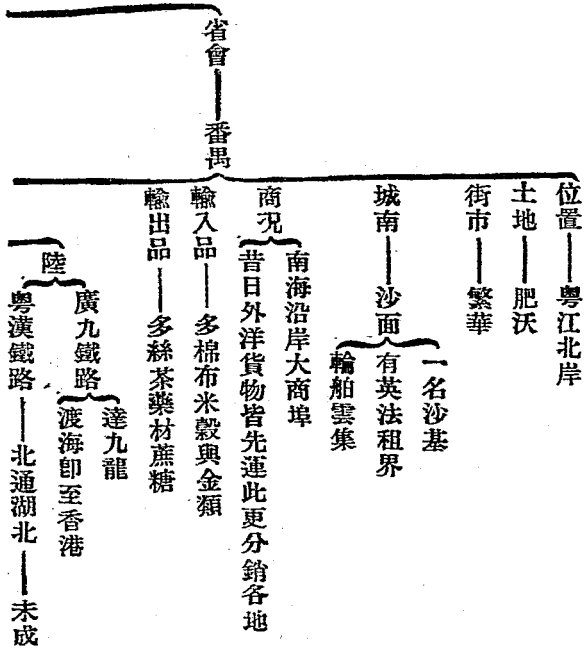 省會
番禺
位置
粤江北岸
土地
肥沃
街市
繁華
城南
沙面
一名沙基
有英法租界
輪舶雲集
商况
南海沿岸大商埠
昔日外洋貨物皆先運此更分銷各地
輸入品
多棉布米穀與金類
輸出品
多絲茶藥材蔗糖
陸
廣九鐵路
達九龍
渡海卽至香港
粤漢鐵路
北通湖北
未成